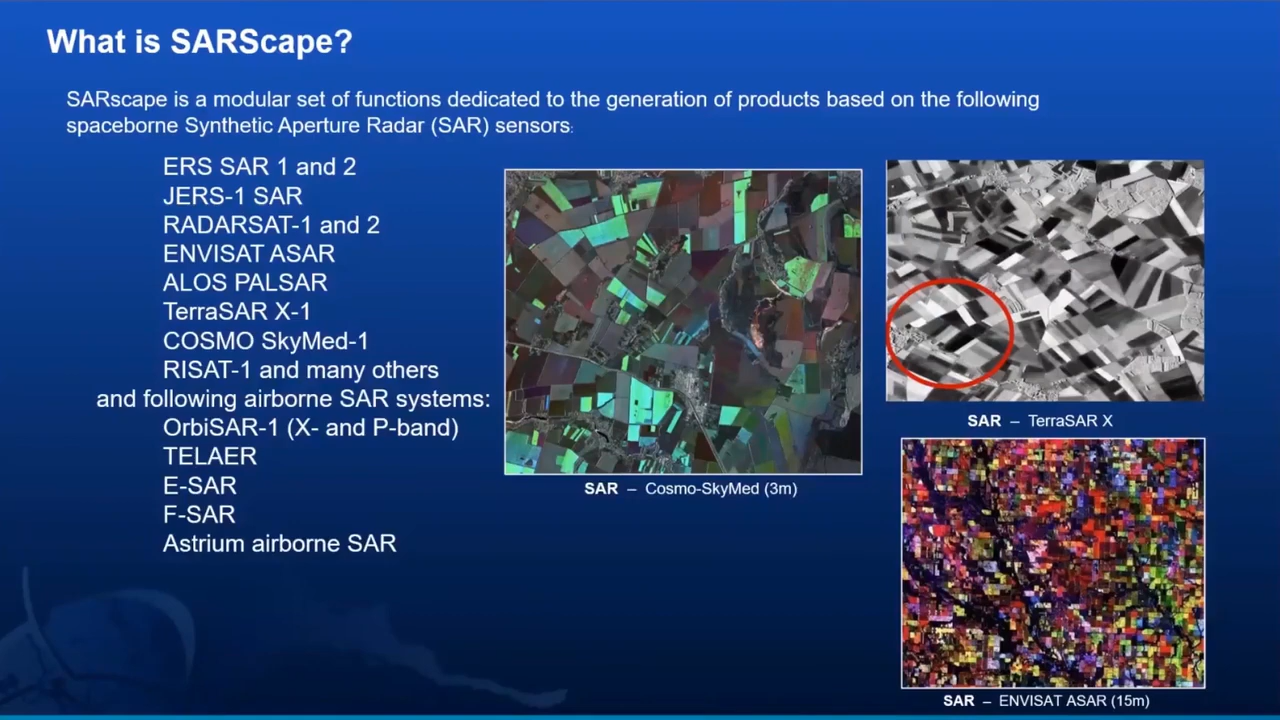 What is SARScape?
SARscape is a modular set of functions dedicated to the generation of products based on the following
spaceborne Synthetic Aperture Radar (SAR) sensors:
ERS SAR 1 and 2
JERS-1 SAR
RADARSAT-1 and 2
ENVISAT ASAR
ALOS PALSAR
TerraSAR X-1
COSMO SkyMed-1
RISAT-1 and many others
and following airborne SAR systems:
OrbiSAR-1 (X- and P-band)
TELAER
E-SAR
F-SAR
Astrium airborne SAR
SAR – Cosmo-SkyMed (3m)
SAR – TerraSAR X
SAR – ENVISAT ASAR (15m)